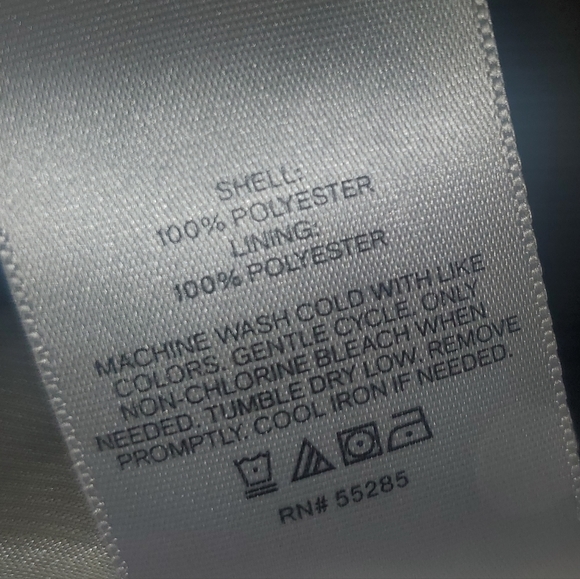 SHELL:
100% POLYESTER
LINING:
100% POLYESTER
MACHINE WASH COLD WITH LIKE
COLORS. GENTLE CYCLE. ONLY
NON-CHLORINE BLEACH WHEN
NEEDED. TUMBLE DRY LOW. REMOVE
PROMPTLY. COOL IRON IF NEEDED.
RN# 55285